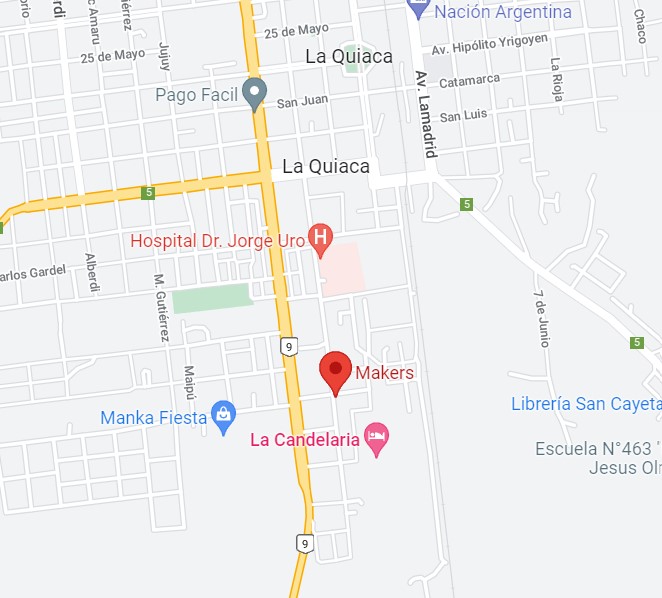 Nación Argentina
25 de Mayo
25 de Mayo
La Quiaca
Av. Hipólito Yrigoyen
Chaco
Jujuy
La Rioja
Catamarca
Pago Facil
San Juan
San Luis
Av. Lamadrid
La Quiaca
5
5
Hospital Dr. Jorge Uro
H
Alberdi
M. Gutiérrez
7 de Junio
9
5
Maipú
Makers
Manka Fiesta
La Candelaria
Librería San Cayeta
Escuela N°463 '
Jesus Olm
9